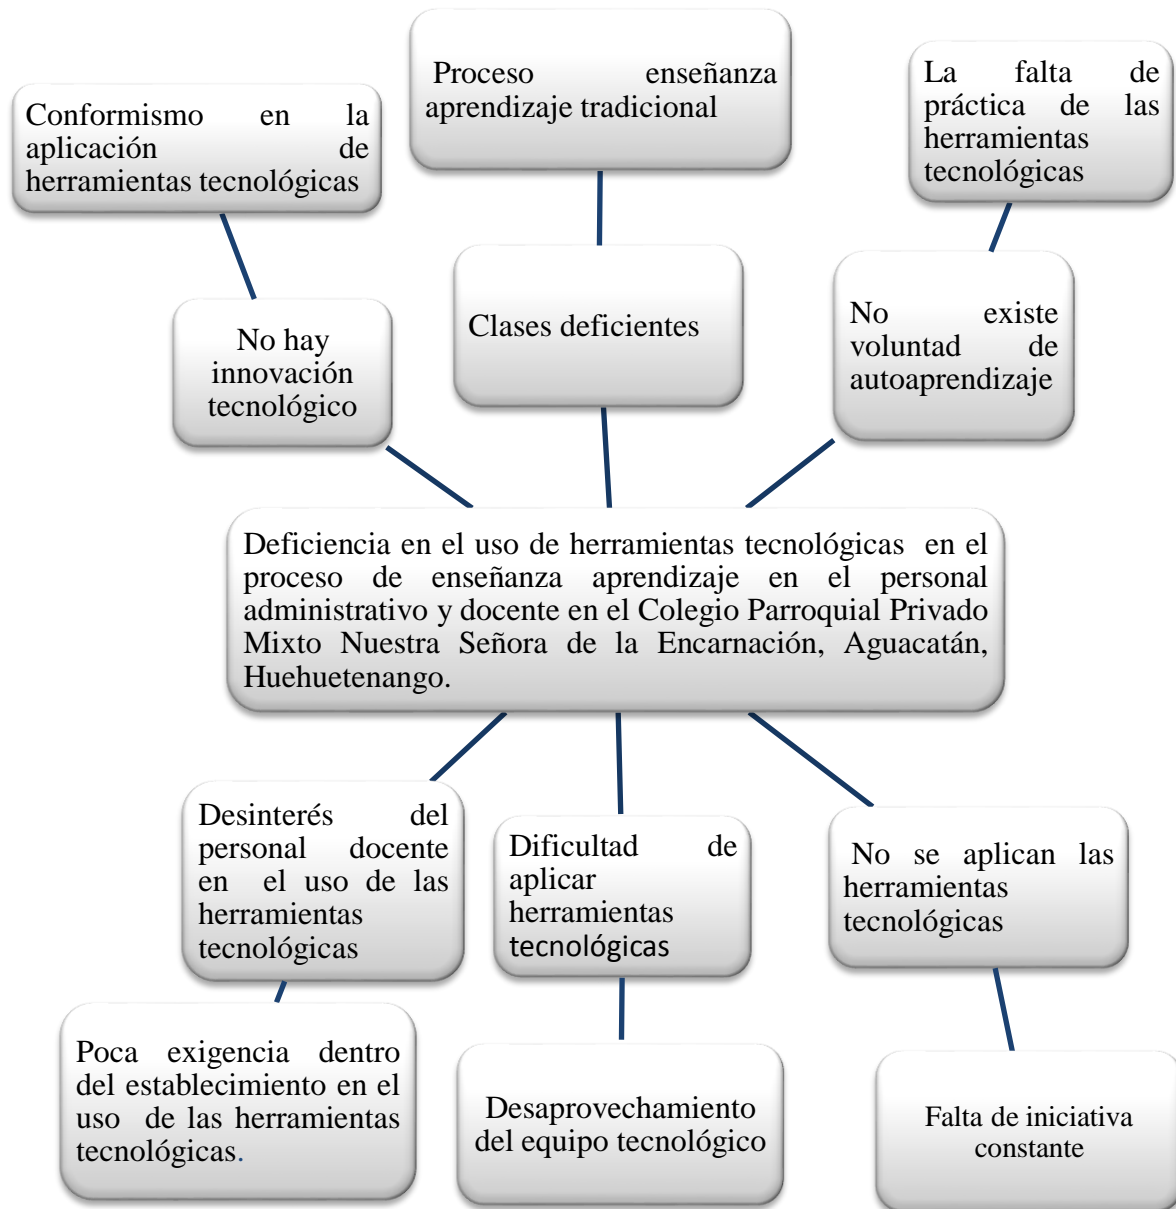 Proceso enseñanza
aprendizaje tradicional
La falta de
práctica de las
herramientas
tecnológicas
Conformismo en la
aplicación de
herramientas tecnológicas
No hay
innovación
tecnológico
Clases deficientes
No existe
voluntad de
autoaprendizaje
Deficiencia en el uso de herramientas tecnológicas en el
proceso de enseñanza aprendizaje en el personal
administrativo y docente en el Colegio Parroquial Privado
Mixto Nuestra Señora de la Encarnación, Aguacatán,
Huehuetenango.
Desinterés del
personal docente
en el uso de las
herramientas
tecnológicas
Dificultad de
aplicar
herramientas
tecnológicas
No se aplican las
herramientas
tecnológicas
Poca exigencia dentro
del establecimiento en el
uso de las herramientas
tecnológicas.
Desaprovechamiento
del equipo tecnológico
Falta de iniciativa
constante